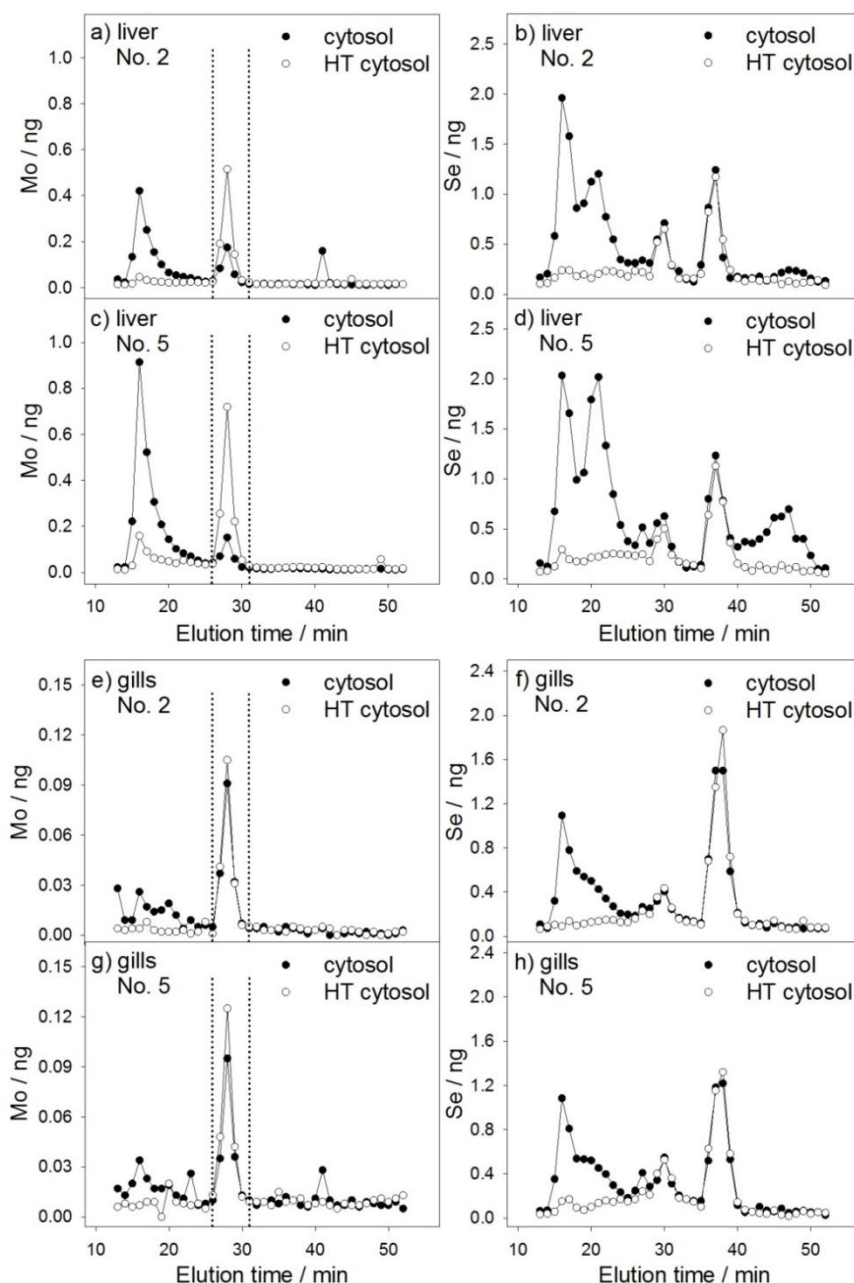 a) liver
No. 2
cytosol
HT cytosol
Mo / ng
1.0
0.8
0.6
0.4
0.2
0.0
b) liver
No. 2
cytosol
HT cytosol
Se / ng
2.5
2.0
1.5
1.0
0.5
0.0
c) liver
No. 5
cytosol
HT cytosol
Mo / ng
1.0
0.8
0.6
0.4
0.2
0.0
10 20 30 40 50
Elution time / min
d) liver
No. 5
cytosol
HT cytosol
Se / ng
2.5
2.0
1.5
1.0
0.5
0.0
10 20 30 40 50
Elution time / min
e) gills
No. 2
cytosol
HT cytosol
Mo / ng
0.15
0.12
0.09
0.06
0.03
0.00
f) gills
No. 2
cytosol
HT cytosol
Se / ng
2.4
2.0
1.6
1.2
0.8
0.4
0.0
g) gills
No. 5
cytosol
HT cytosol
Mo / ng
0.15
0.12
0.09
0.06
0.03
0.00
10 20 30 40 50
Elution time / min
h) gills
No. 5
cytosol
HT cytosol
Se / ng
2.4
2.0
1.6
1.2
0.8
0.4
0.0
10 20 30 40 50
Elution time / min